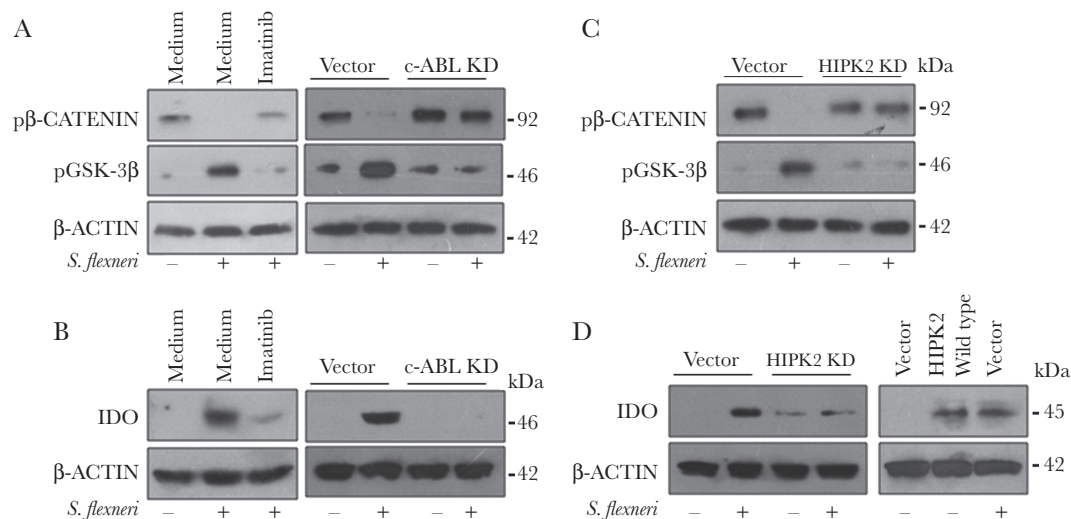 A
Medium
Medium
Imatinib
Vector
c-ABL KD
pβ-CATENIN
- 92
pGSK-3β
- 46
β-ACTIN
- 42
S. flexneri
– + + – + – +
C
Vector
HIPK2 KD
kDa
pβ-CATENIN
- 92
pGSK-3β
- 46
β-ACTIN
- 42
S. flexneri
– + – +
B
Medium
Medium
Imatinib
Vector
c-ABL KD
kDa
IDO
- 46
β-ACTIN
- 42
S. flexneri
– + + – + – +
D
Vector
HIPK2 KD
Vector
HIPK2
Wild type
Vector
kDa
IDO
- 45
β-ACTIN
- 42
S. flexneri
– + – + – – +